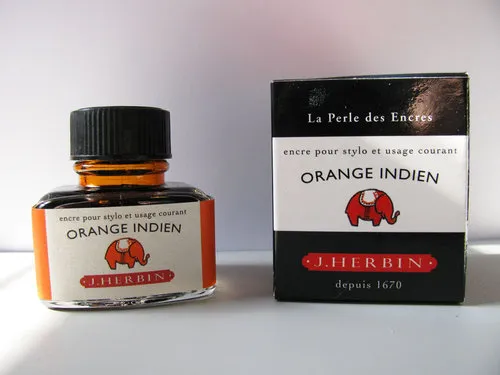 encre pour stylo et usage courant
ORANGE INDIEN
· J. HERBIN ·
La Perle des Encres
encre pour stylo et usage courant
ORANGE INDIEN
· J. HERBIN ·
depuis 1670